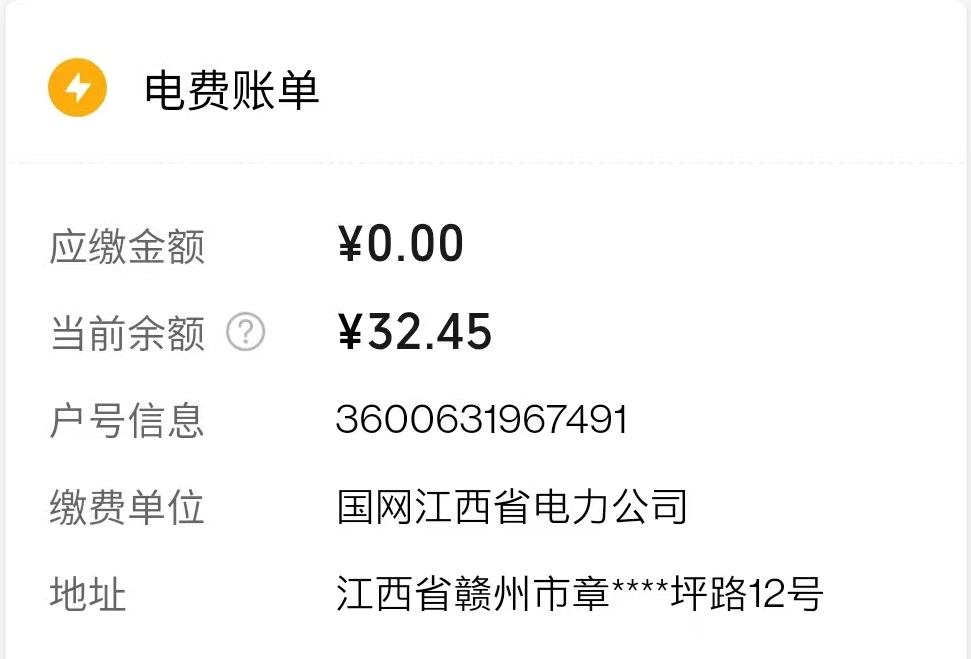 电费账单
应缴金额 ¥0.00
当前余额 ? ¥32.45
户号信息 3600631967491
缴费单位 国网江西省电力公司
地址 江西省赣州市章****坪路12号